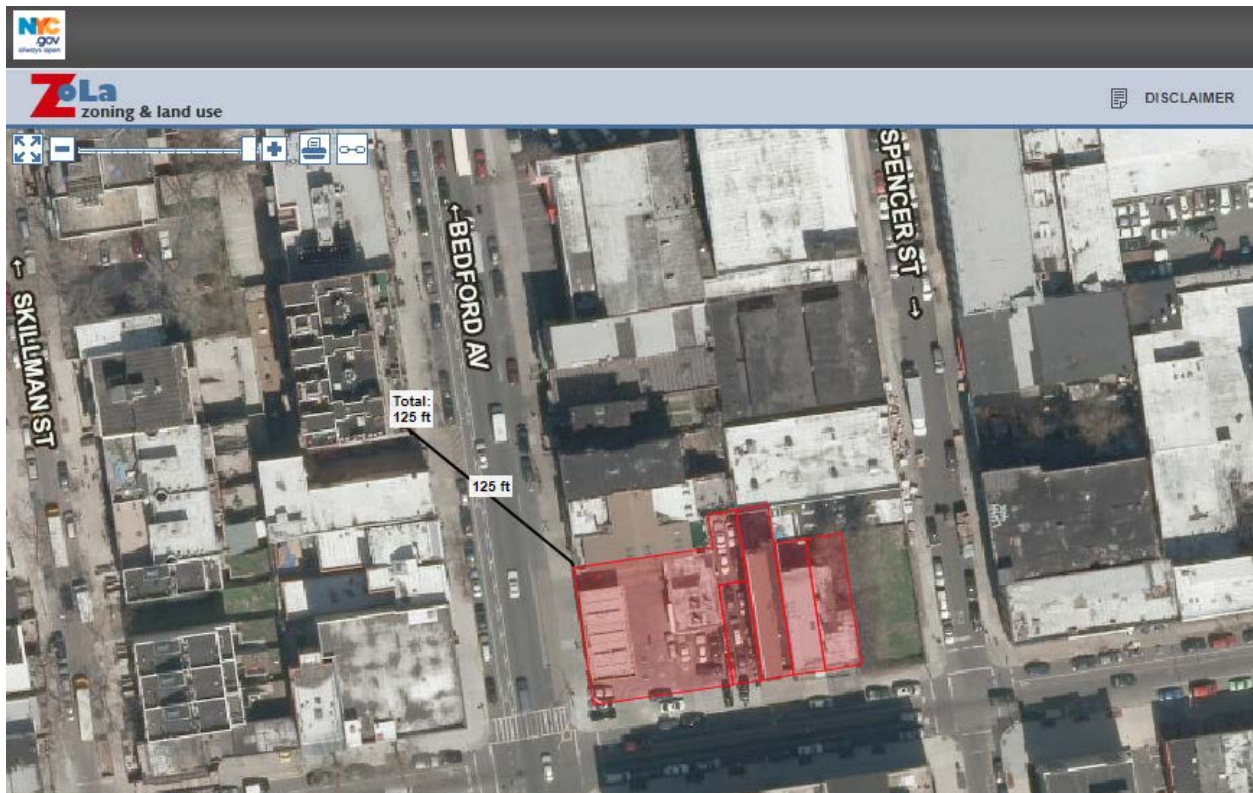 NYC
.gov
always open
ZoLa
zoning & land use
DISCLAIMER
SPENCER ST →
← BEDFORD AV
← SKILLMAN ST
Total:
125 ft
125 ft